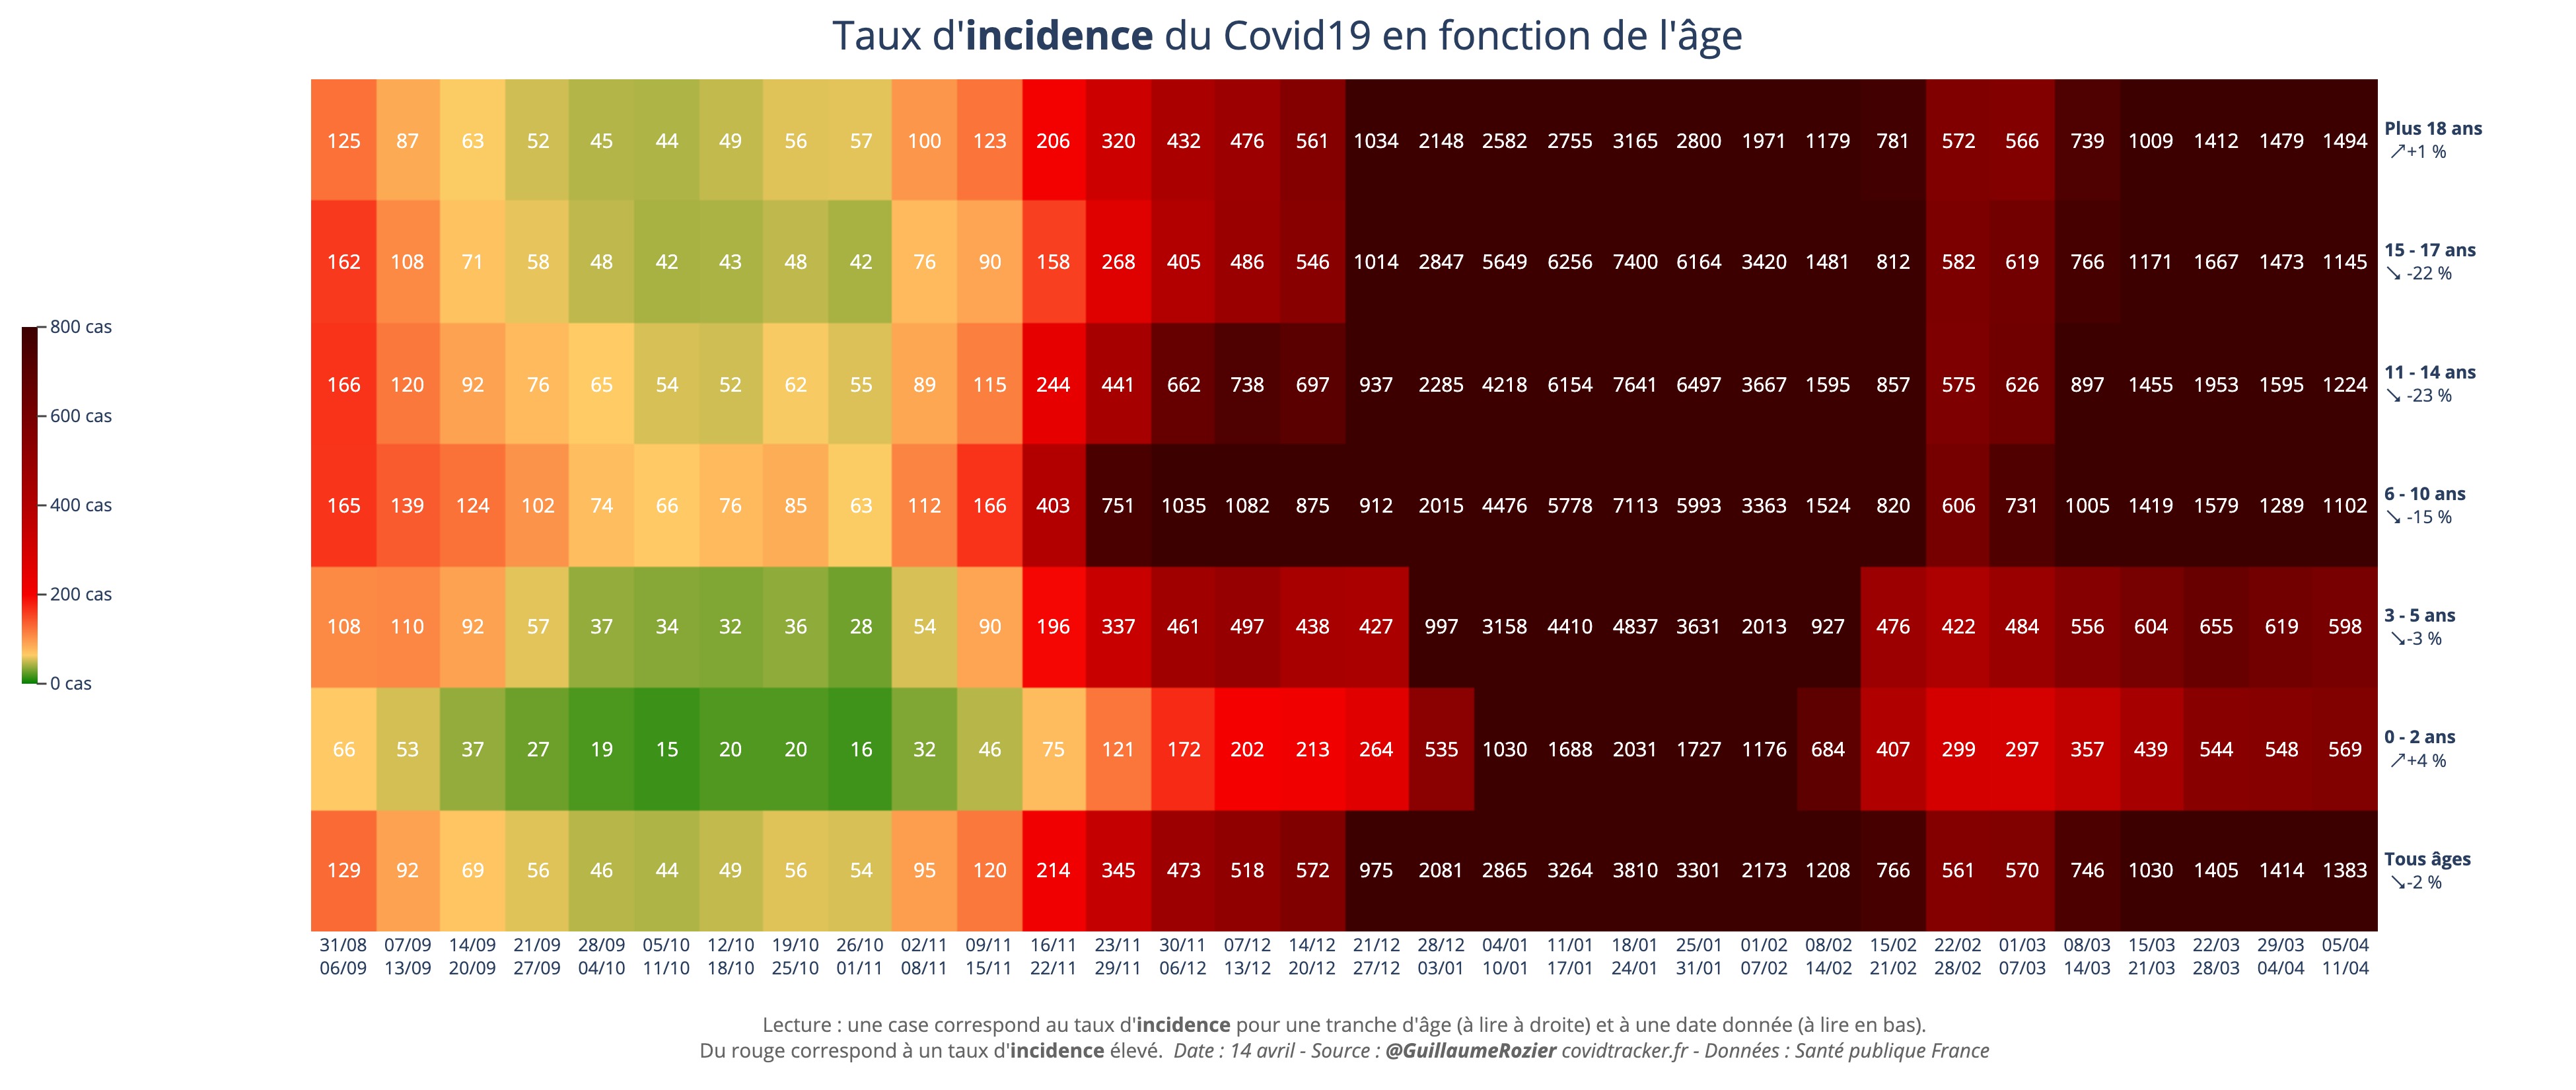 Taux d'incidence du Covid19 en fonction de l'âge
125 87 63 52 45 44 49 56 57 100 123 206 320 432 476 561 1034 2148 2582 2755 3165 2800 1971 1179 781 572 566 739 1009 1412 1479 1494
Plus 18 ans
↗+1 %
162 108 71 58 48 42 43 48 42 76 90 158 268 405 486 546 1014 2847 5649 6256 7400 6164 3420 1481 812 582 619 766 1171 1667 1473 1145
15 - 17 ans
↘ -22 %
166 120 92 76 65 54 52 62 55 89 115 244 441 662 738 697 937 2285 4218 6154 7641 6497 3667 1595 857 575 626 897 1455 1953 1595 1224
11 - 14 ans
↘ -23 %
165 139 124 102 74 66 76 85 63 112 166 403 751 1035 1082 875 912 2015 4476 5778 7113 5993 3363 1524 820 606 731 1005 1419 1579 1289 1102
6 - 10 ans
↘ -15 %
108 110 92 57 37 34 32 36 28 54 90 196 337 461 497 438 427 997 3158 4410 4837 3631 2013 927 476 422 484 556 604 655 619 598
3 - 5 ans
↘-3 %
66 53 37 27 19 15 20 20 16 32 46 75 121 172 202 213 264 535 1030 1688 2031 1727 1176 684 407 299 297 357 439 544 548 569
0 - 2 ans
↗+4 %
129 92 69 56 46 44 49 56 54 95 120 214 345 473 518 572 975 2081 2865 3264 3810 3301 2173 1208 766 561 570 746 1030 1405 1414 1383
Tous âges
↘-2 %
800 cas
600 cas
400 cas
200 cas
0 cas
31/08 07/09 14/09 21/09 28/09 05/10 12/10 19/10 26/10 02/11 09/11 16/11 23/11 30/11 07/12 14/12 21/12 28/12 04/01 11/01 18/01 25/01 01/02 08/02 15/02 22/02 01/03 08/03 15/03 22/03 29/03 05/04
06/09 13/09 20/09 27/09 04/10 11/10 18/10 25/10 01/11 08/11 15/11 22/11 29/11 06/12 13/12 20/12 27/12 03/01 10/01 17/01 24/01 31/01 07/02 14/02 21/02 28/02 07/03 14/03 21/03 28/03 04/04 11/04
Lecture : une case correspond au taux d'incidence pour une tranche d'âge (à lire à droite) et à une date donnée (à lire en bas).
Du rouge correspond à un taux d'incidence élevé. Date : 14 avril - Source : @GuillaumeRozier covidtracker.fr - Données : Santé publique France